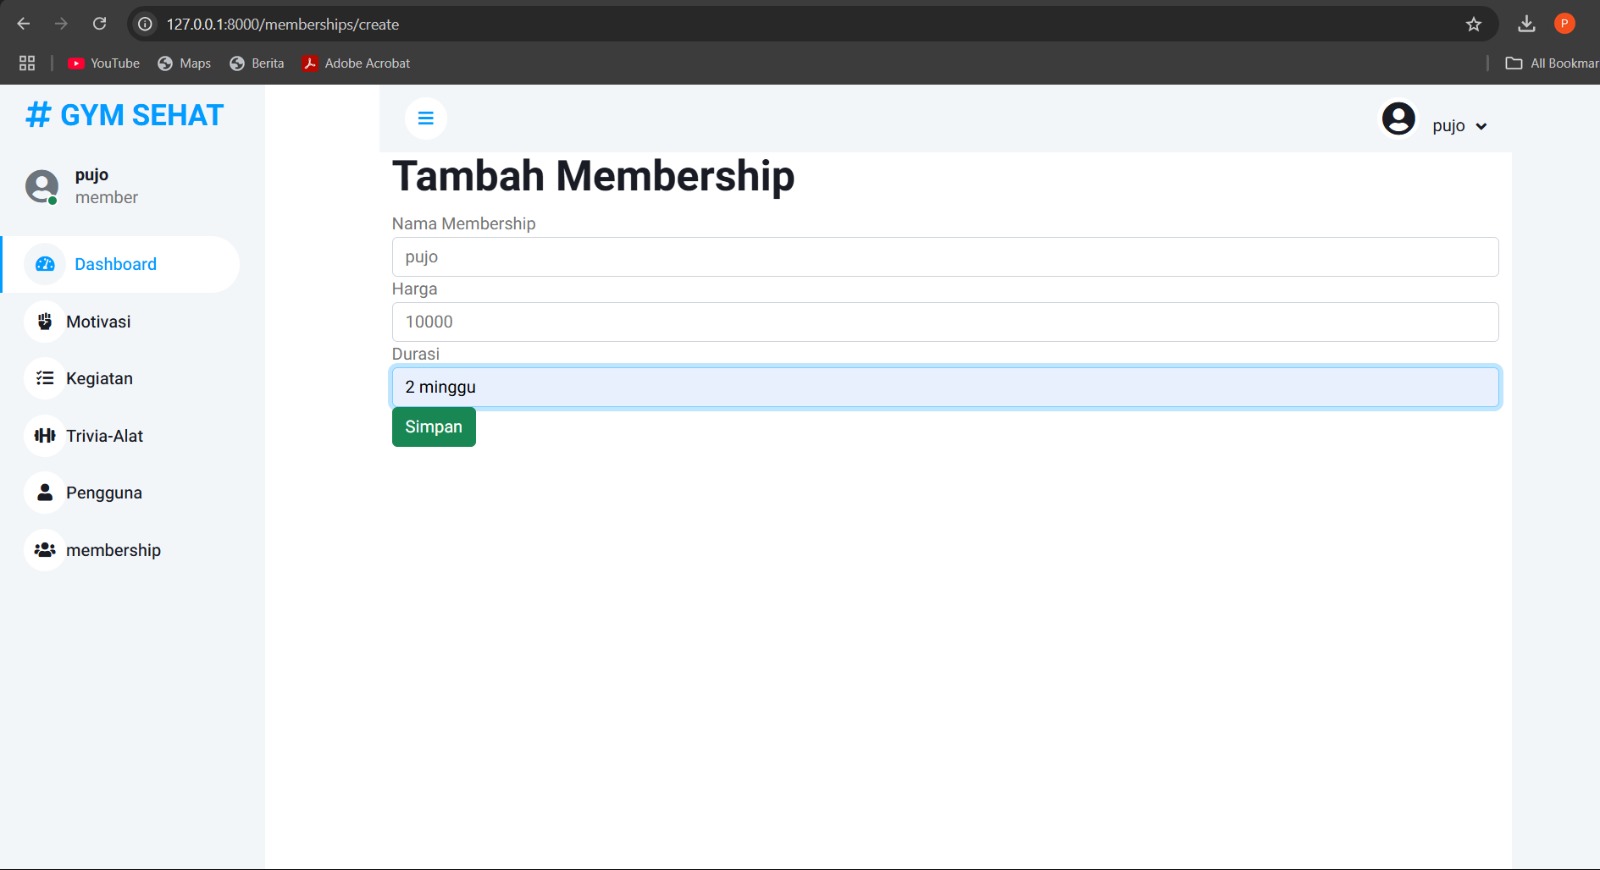 127.0.0.1:8000/memberships/create
P
YouTube
Maps
Berita
Adobe Acrobat
All Bookmar
# GYM SEHAT
pujo
member
pujo
Dashboard
Motivasi
Kegiatan
Trivia-Alat
Pengguna
membership
Tambah Membership
Nama Membership
pujo
Harga
10000
Durasi
2 minggu
Simpan